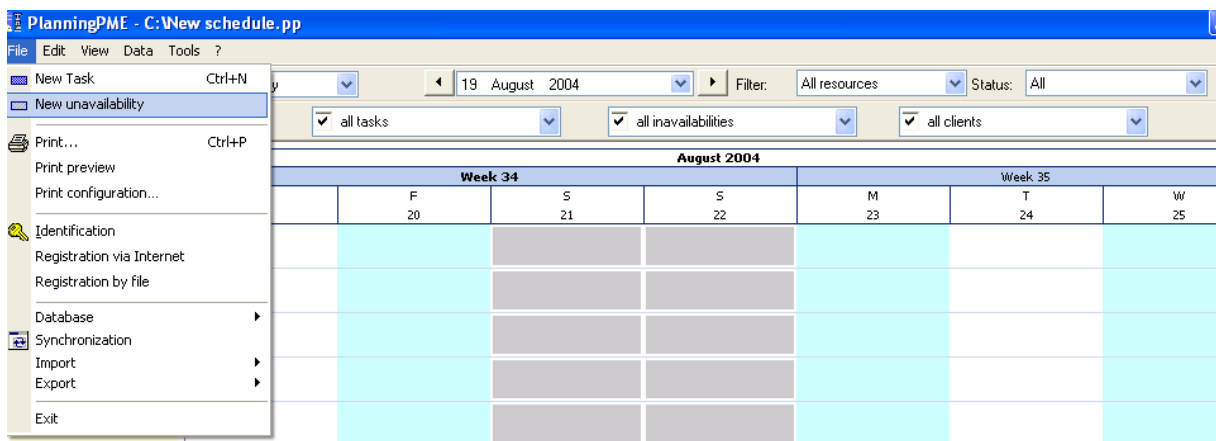 PlanningPME - C:\New schedule.pp
File Edit View Data Tools ?
New Task Ctrl+N
19 August 2004 Filter: All resources Status: All
New unavailability
all tasks all inavailabilities all clients
Print... Ctrl+P
Print preview
Print configuration...
Identification
Registration via Internet
Registration by file
Database
Synchronization
Import
Export
Exit
August 2004
Week 34 Week 35
F S S M T W
20 21 22 23 24 25